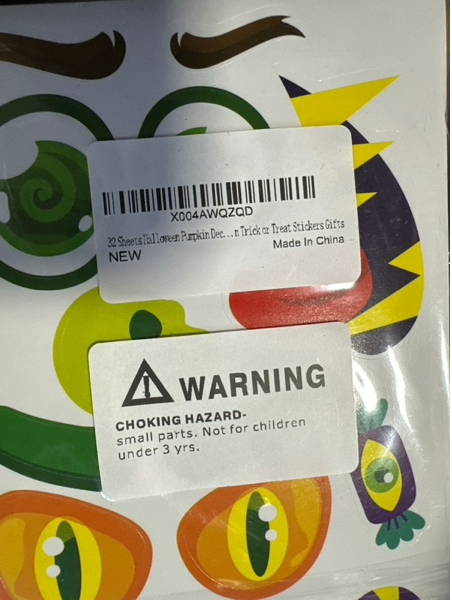 X004AWQZQD
32 Sheets Halloween Pumpkin Dec...n Trick or Treat Stickers Gifts
NEW Made In China
WARNING
CHOKING HAZARD-
small parts. Not for children
under 3 yrs.